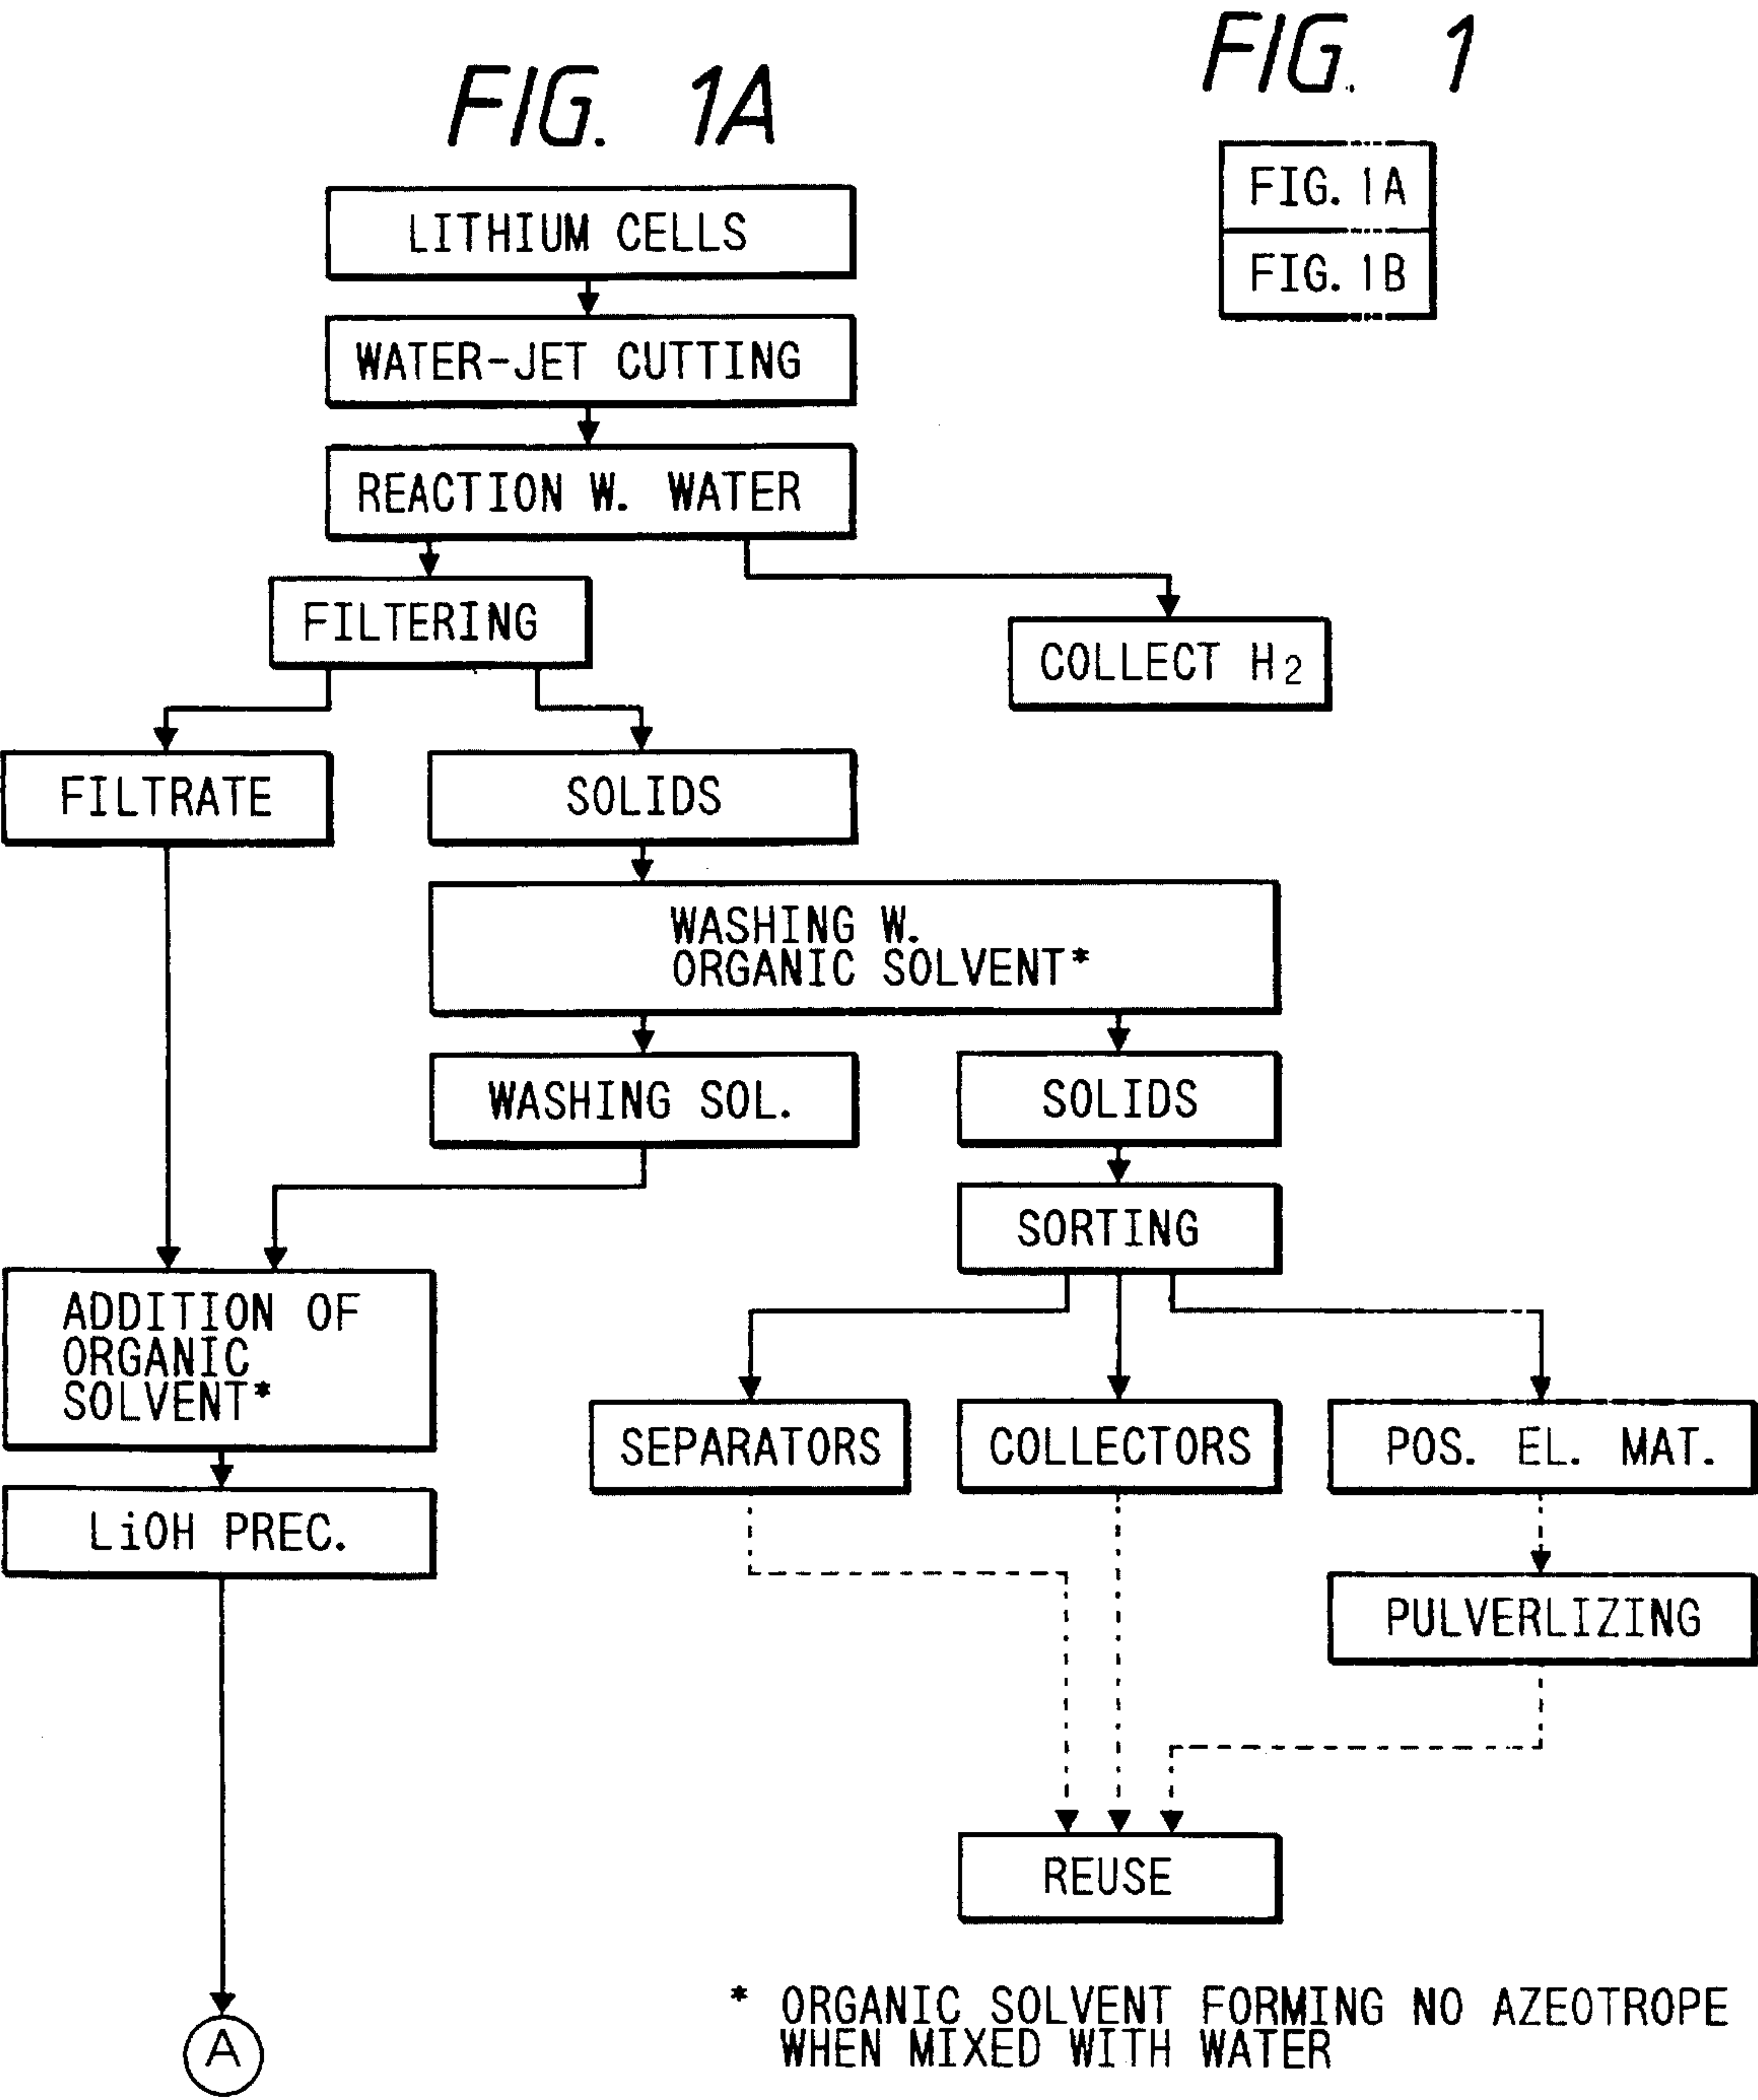 FIG. 1
FIG. 1A
FIG. 1A
FIG. 1B
LITHIUM CELLS
WATER-JET CUTTING
REACTION W. WATER
FILTERING
COLLECT H2
FILTRATE
SOLIDS
WASHING W.
ORGANIC SOLVENT*
WASHING SOL.
SOLIDS
SORTING
ADDITION OF
ORGANIC
SOLVENT*
SEPARATORS
COLLECTORS
POS. EL. MAT.
LiOH PREC.
PULVERLIZING
REUSE
* ORGANIC SOLVENT FORMING NO AZEOTROPE
WHEN MIXED WITH WATER
A